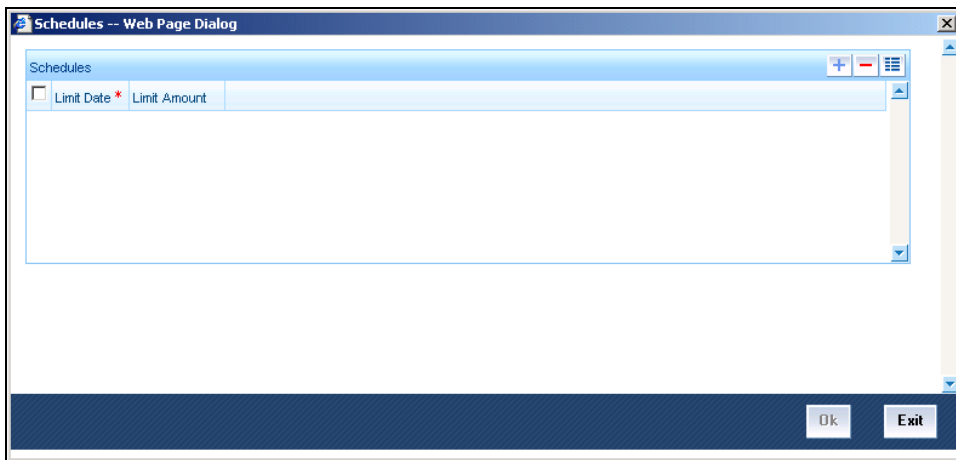 Schedules -- Web Page Dialog
Schedules
Limit Date * Limit Amount
Ok Exit